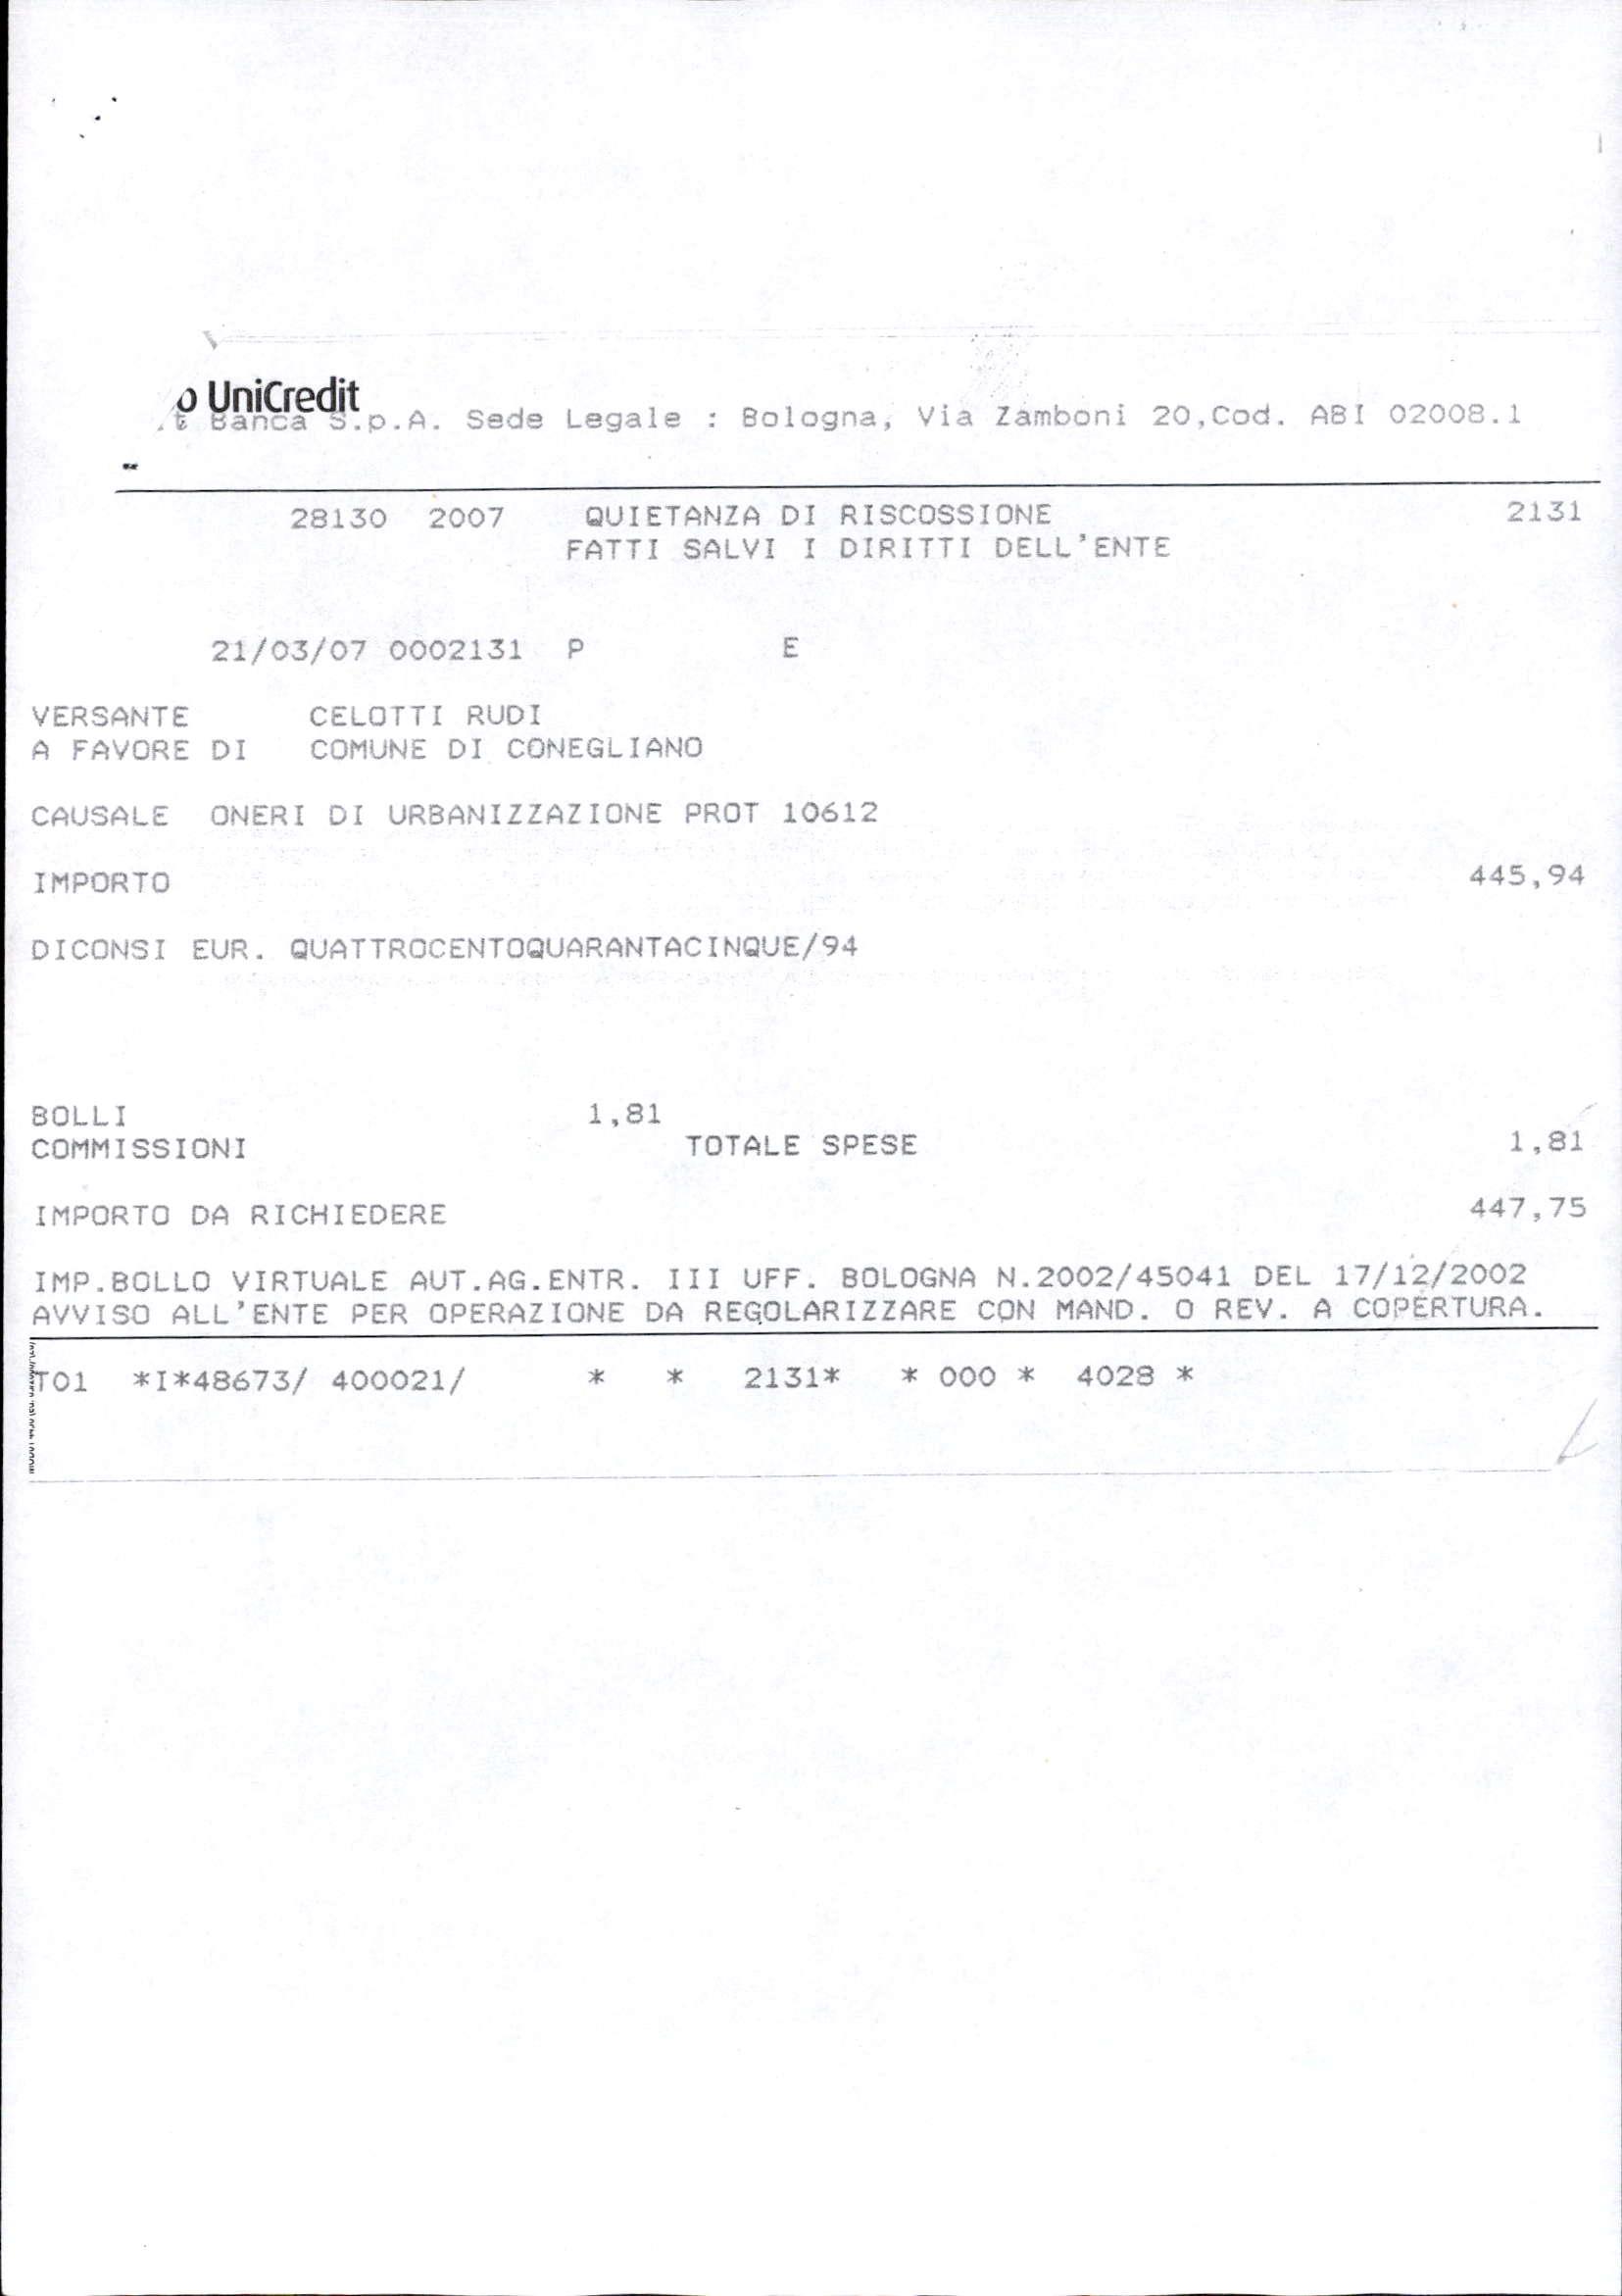 UniCredit
Banca S.p.A. Sede Legale : Bologna, Via Zamboni 20,Cod. ABI 02008.1
28130 2007 QUIETANZA DI RISCOSSIONE 2131
FATTI SALVI I DIRITTI DELL'ENTE
21/03/07 0002131 P E
VERSANTE CELOTTI RUDI
A FAVORE DI COMUNE DI CONEGLIANO
CAUSALE ONERI DI URBANIZZAZIONE PROT 10612
IMPORTO 445,94
DICONSI EUR. QUATTROCENTOQUARANTACINQUE/94
BOLLI 1,81
COMMISSIONI TOTALE SPESE 1,81
IMPORTO DA RICHIEDERE 447,75
IMP.BOLLO VIRTUALE AUT.AG.ENTR. III UFF. BOLOGNA N.2002/45041 DEL 17/12/2002
AVVISO ALL'ENTE PER OPERAZIONE DA REGOLARIZZARE CON MAND. O REV. A COPERTURA.
T01 *I*48673/ 400021/ * * 2131* * 000 * 4028 *